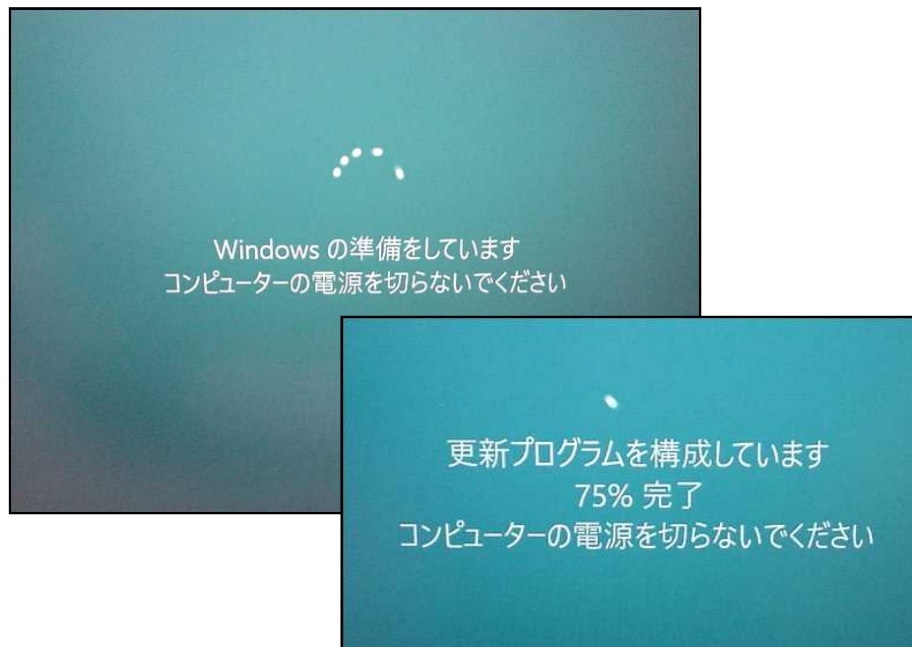 Windows の準備をしています
コンピューターの電源を切らないでください
更新プログラムを構成しています
75% 完了
コンピューターの電源を切らないでください